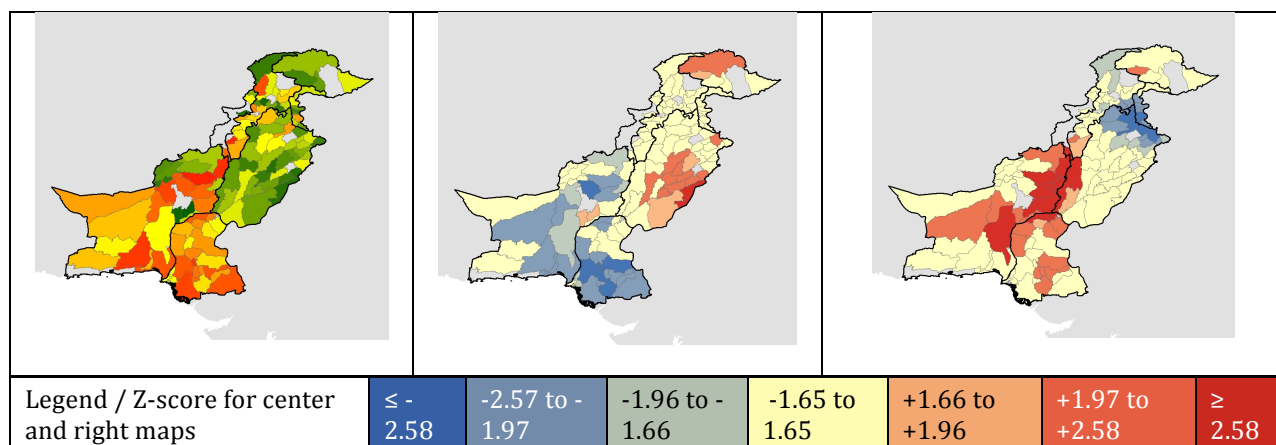 Legend / Z-score for center ≤ - -2.57 to - -1.96 to - -1.65 to +1.66 to +1.97 to ≥
and right maps 2.58 1.97 1.66 1.65 +1.96 +2.58 2.58